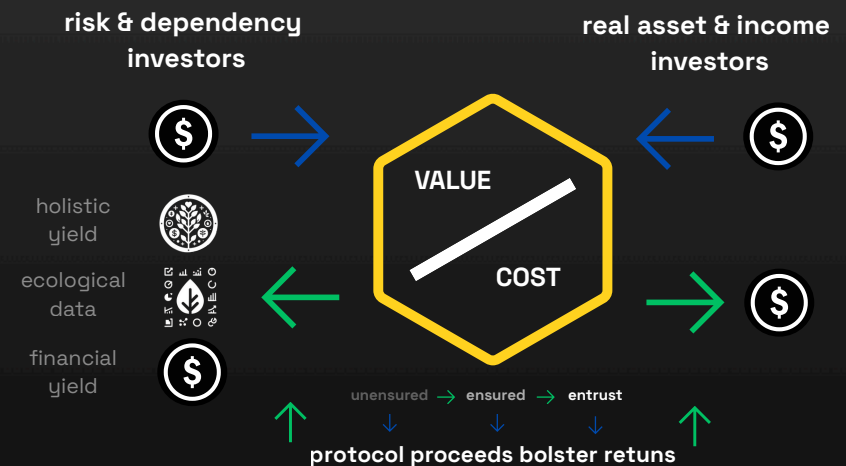 risk & dependency
investors
real asset & income
investors
$
$
VALUE
COST
holistic
yield
ecological
data
$
financial
yield
$
unensured → ensured → entrust
protocol proceeds bolster retuns